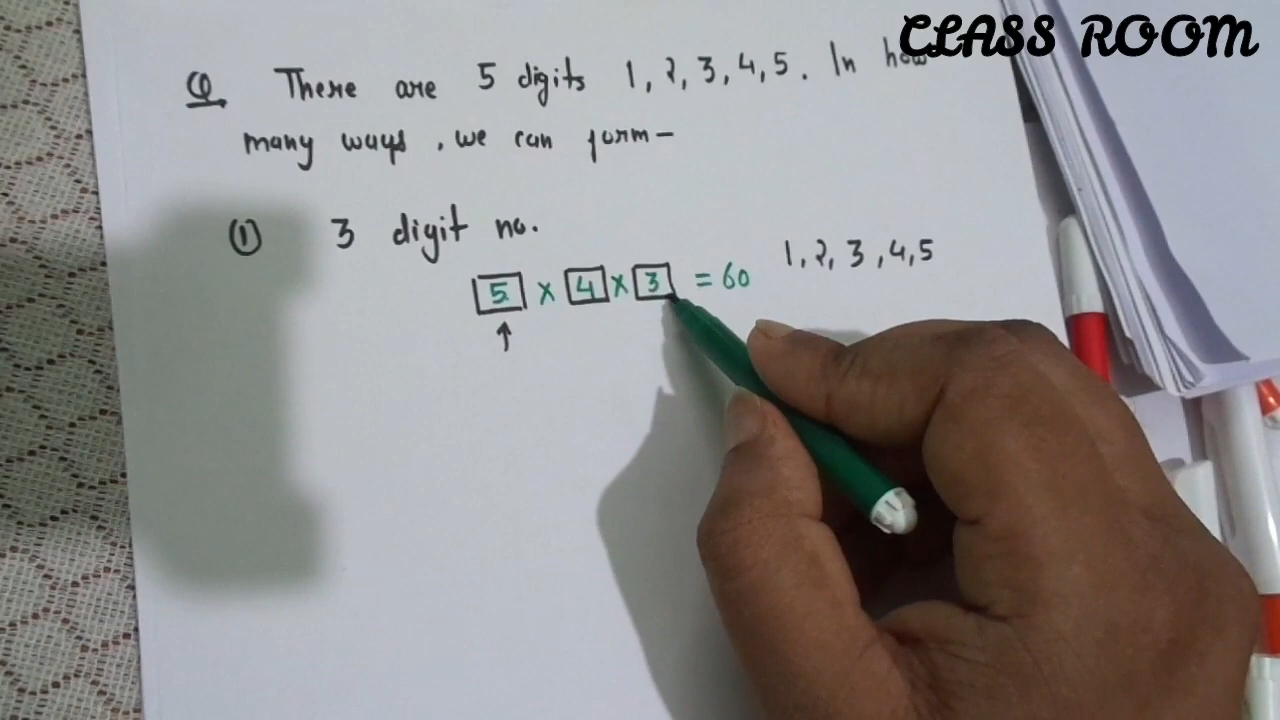 CLASS ROOM
Q There are 5 digits 1, 2, 3, 4, 5. In how
many ways, we can form -
① 3 digit no.
1, 2, 3, 4, 5
5 × 4 × 3 = 60